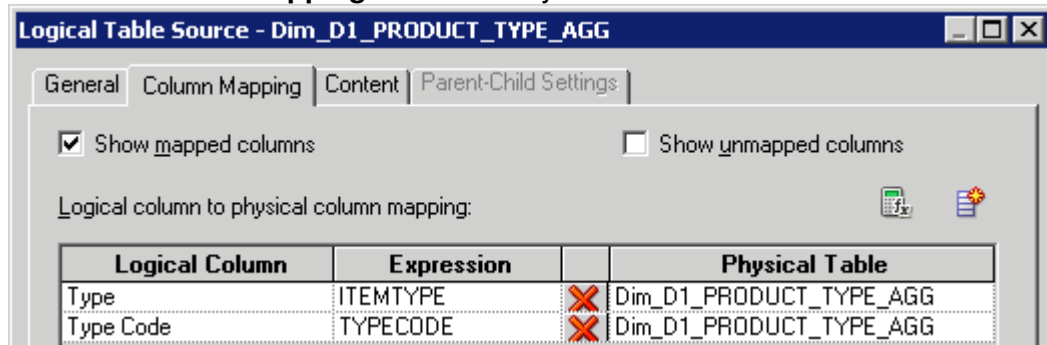 Logical Table Source - Dim_D1_PRODUCT_TYPE_AGG
General Column Mapping Content Parent-Child Settings
Show mapped columns Show unmapped columns
Logical column to physical column mapping:
Logical Column Expression Physical Table
Type ITEMTYPE Dim_D1_PRODUCT_TYPE_AGG
Type Code TYPECODE Dim_D1_PRODUCT_TYPE_AGG